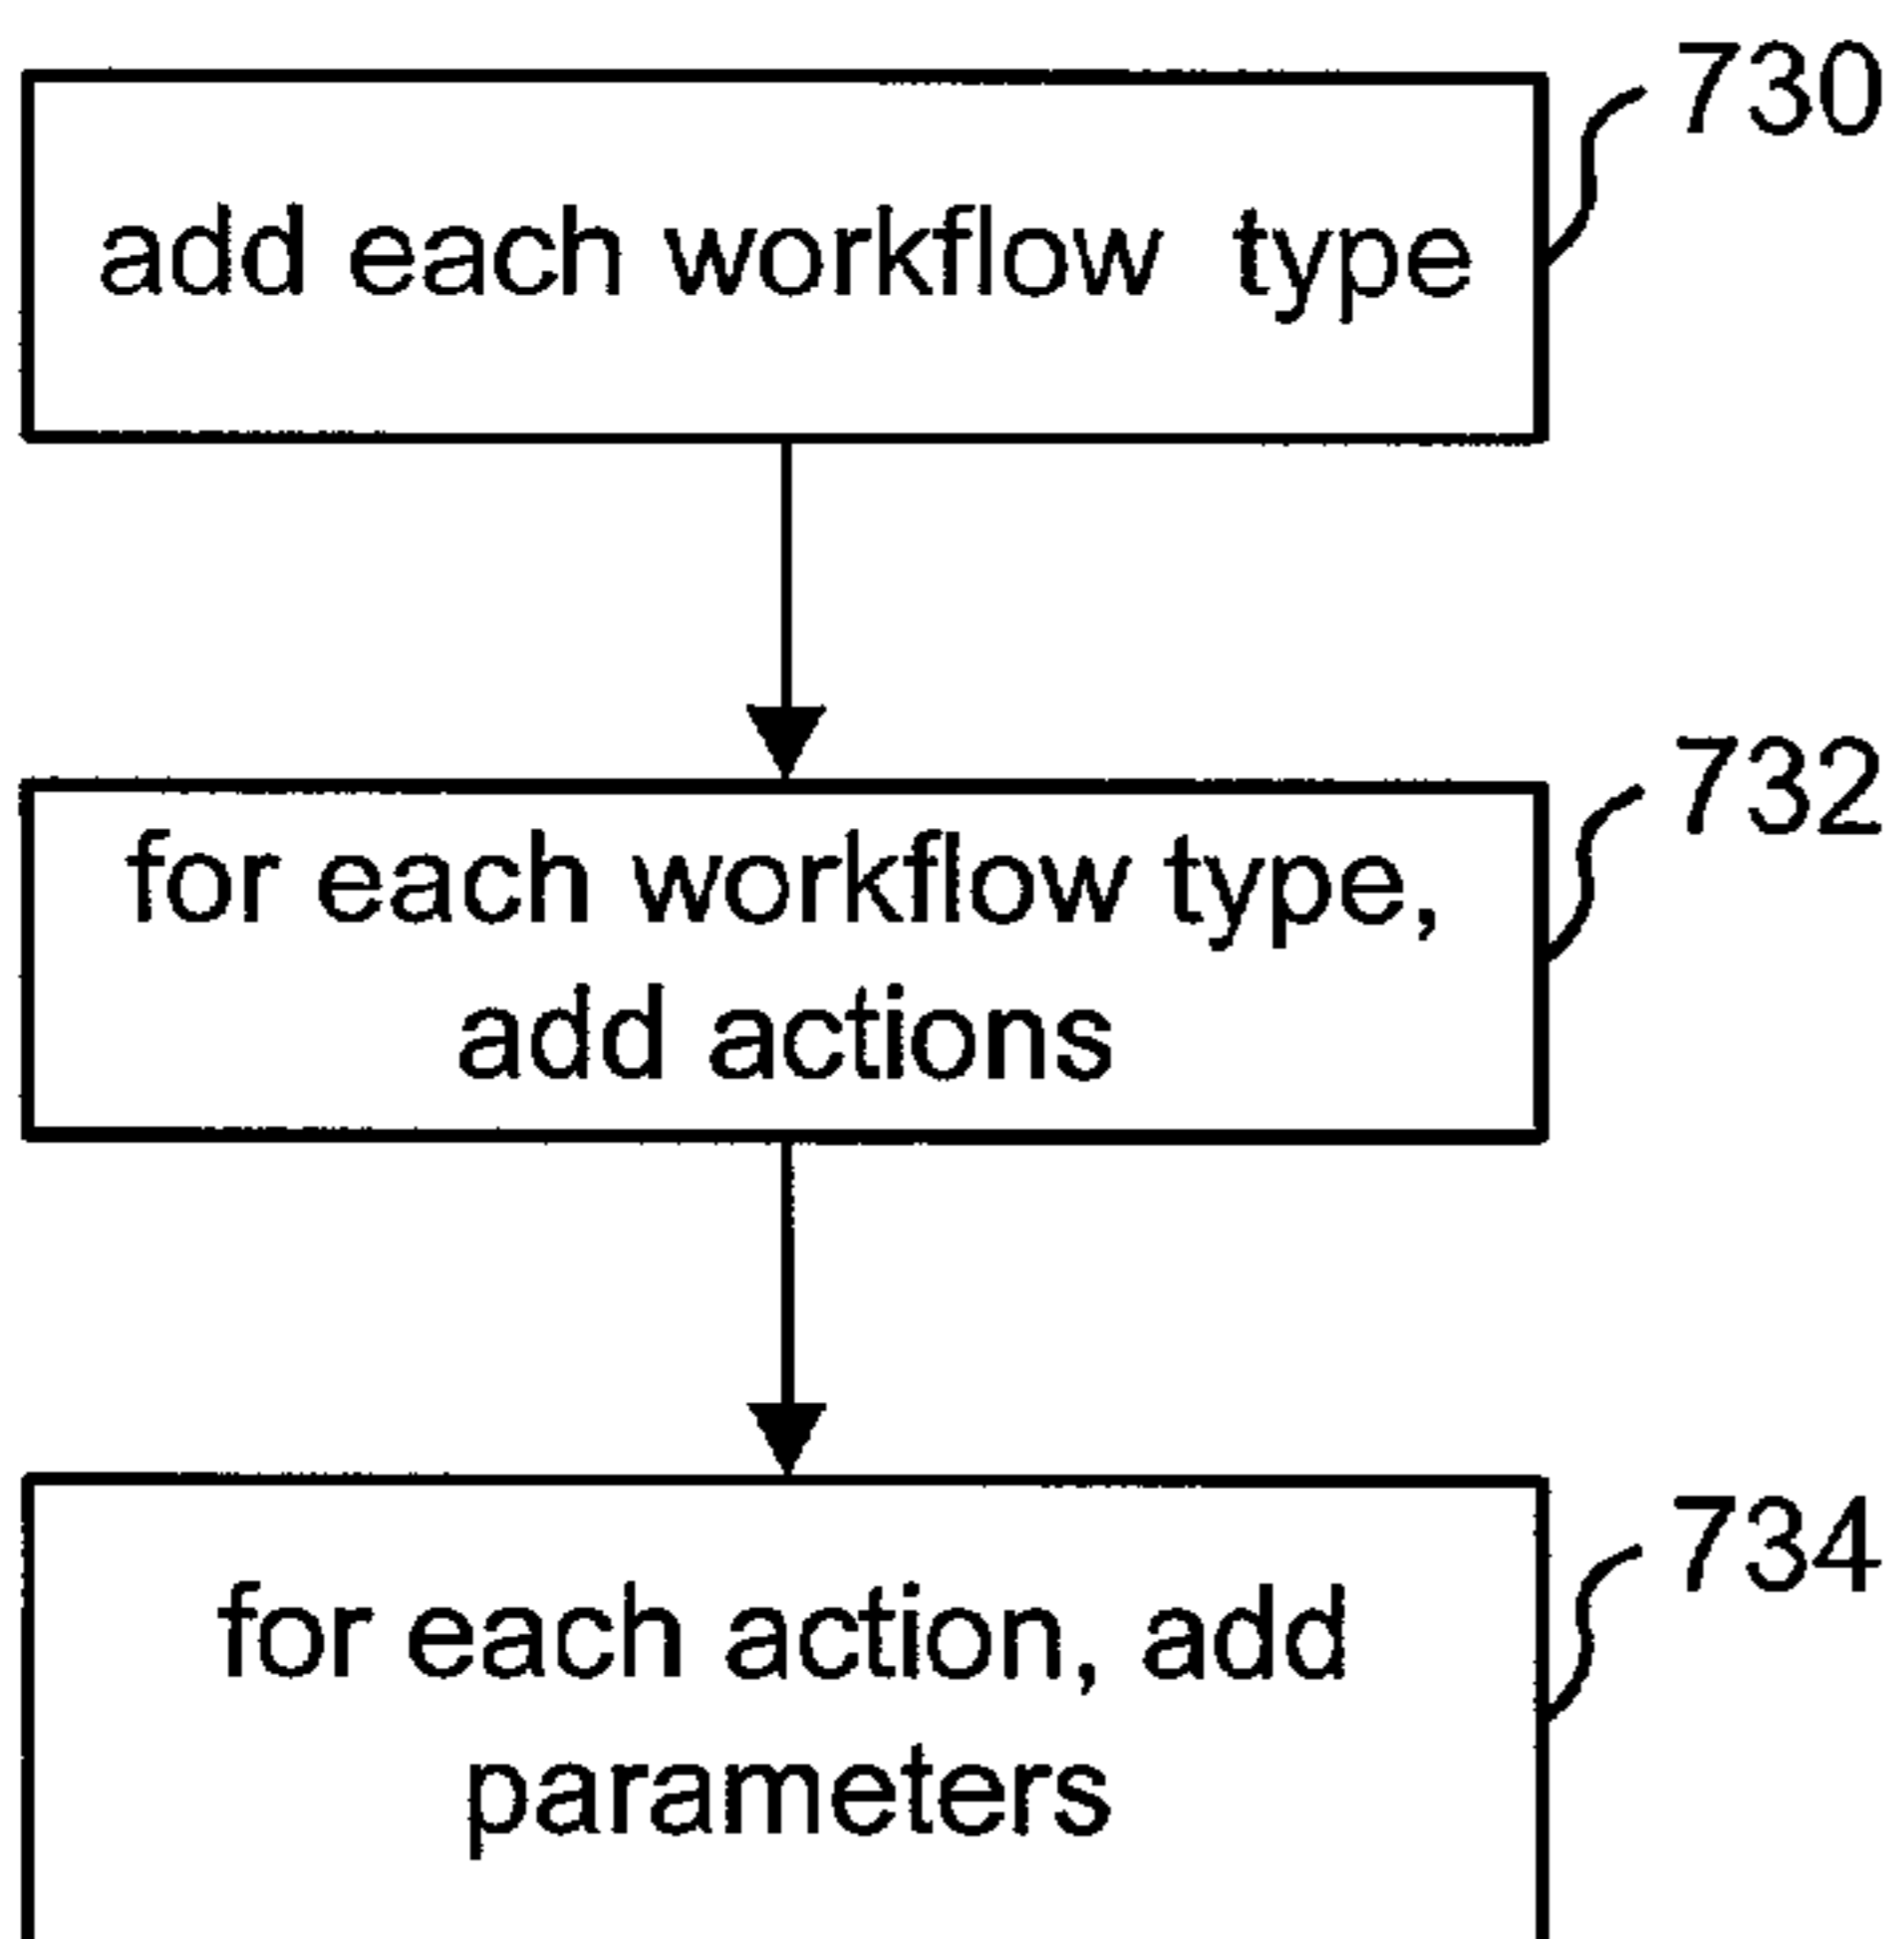 730
add each workflow type
732
for each workflow type,
add actions
734
for each action, add
parameters